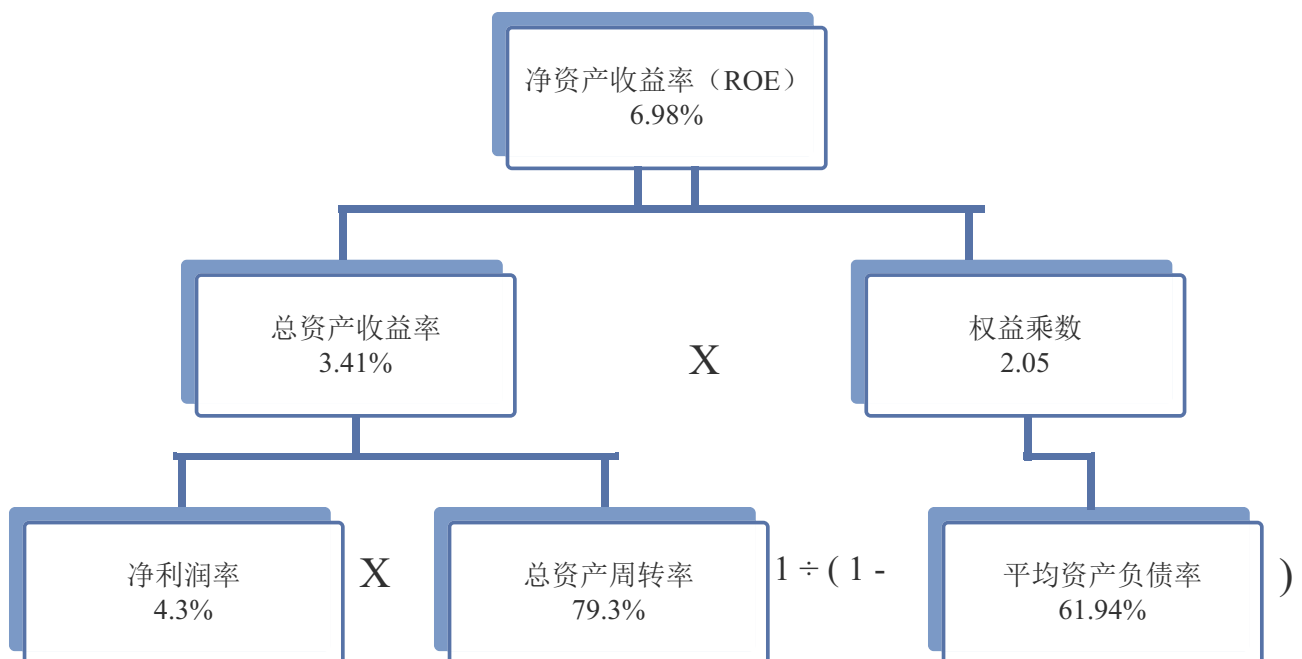 净资产收益率（ROE）
6.98%
总资产收益率
3.41%
X
权益乘数
2.05
净利润率
4.3%
X
总资产周转率
79.3%
1 ÷ ( 1 -
平均资产负债率
61.94%
)